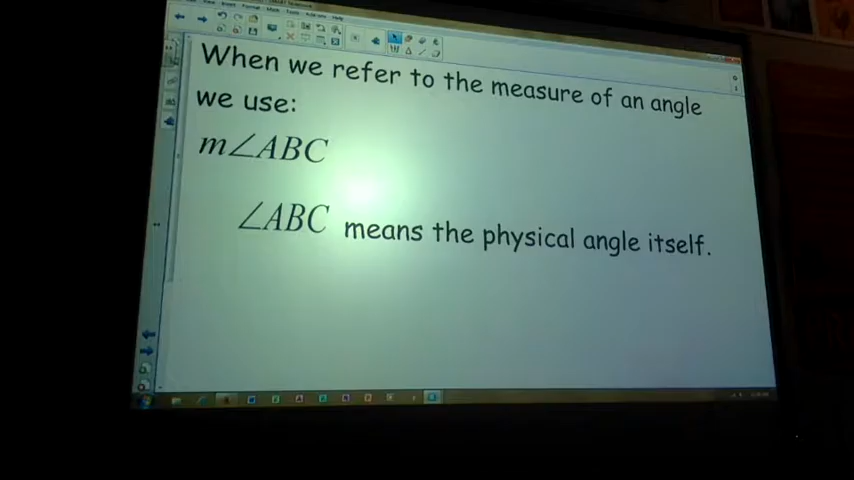 When we refer to the measure of an angle
we use:
m∠ABC
∠ABC means the physical angle itself.